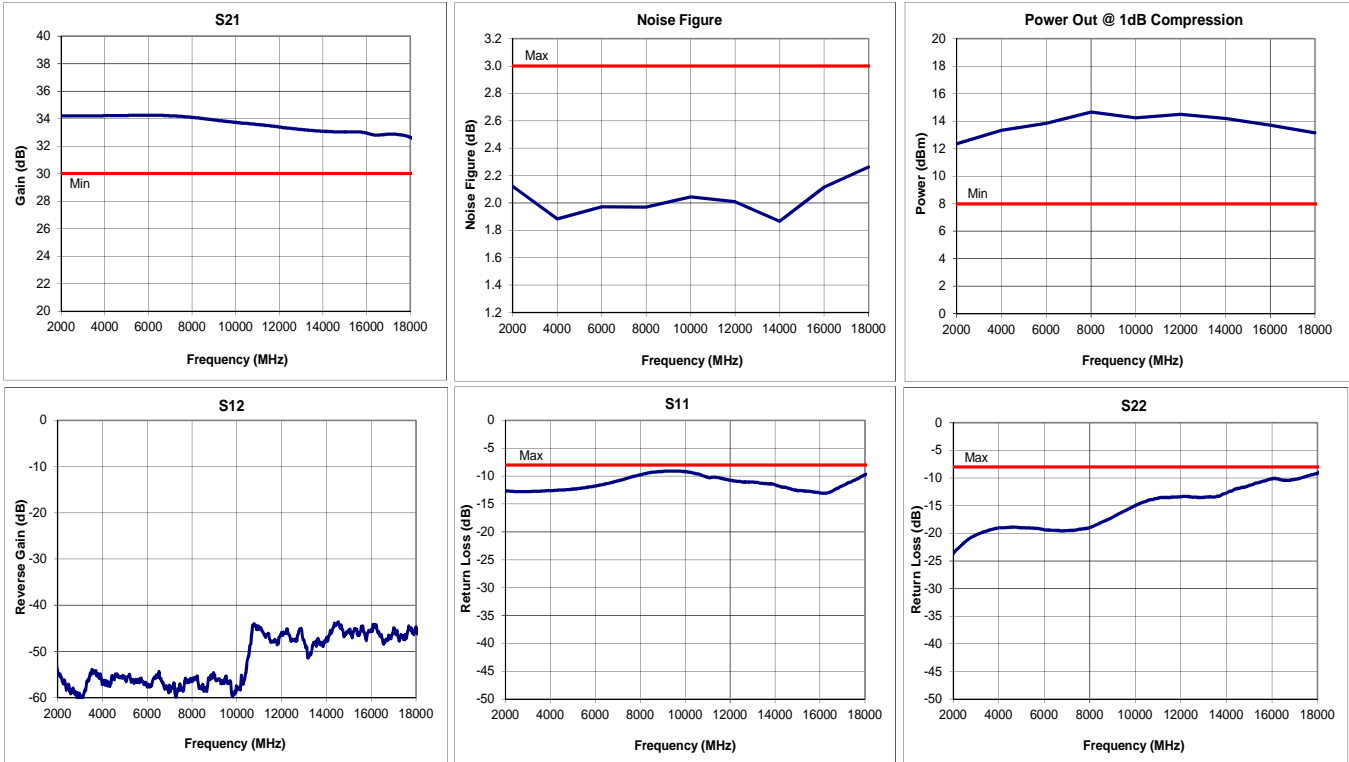 S21
40
38
36
34
32
30
28
26
24
22
20
Gain (dB)
Min
2000 4000 6000 8000 10000 12000 14000 16000 18000
Frequency (MHz)
Noise Figure
3.2
3.0
2.8
2.6
2.4
2.2
2.0
1.8
1.6
1.4
1.2
Noise Figure (dB)
Max
2000 4000 6000 8000 10000 12000 14000 16000 18000
Frequency (MHz)
Power Out @ 1dB Compression
20
18
16
14
12
10
8
6
4
2
0
Power (dBm)
Min
2000 4000 6000 8000 10000 12000 14000 16000 18000
Frequency (MHz)
S12
0
-10
-20
-30
-40
-50
-60
Reverse Gain (dB)
2000 4000 6000 8000 10000 12000 14000 16000 18000
Frequency (MHz)
S11
0
-5
-10
-15
-20
-25
-30
-35
-40
-45
-50
Return Loss (dB)
Max
2000 4000 6000 8000 10000 12000 14000 16000 18000
Frequency (MHz)
S22
0
-5
-10
-15
-20
-25
-30
-35
-40
-45
-50
Return Loss (dB)
Max
2000 4000 6000 8000 10000 12000 14000 16000 18000
Frequency (MHz)